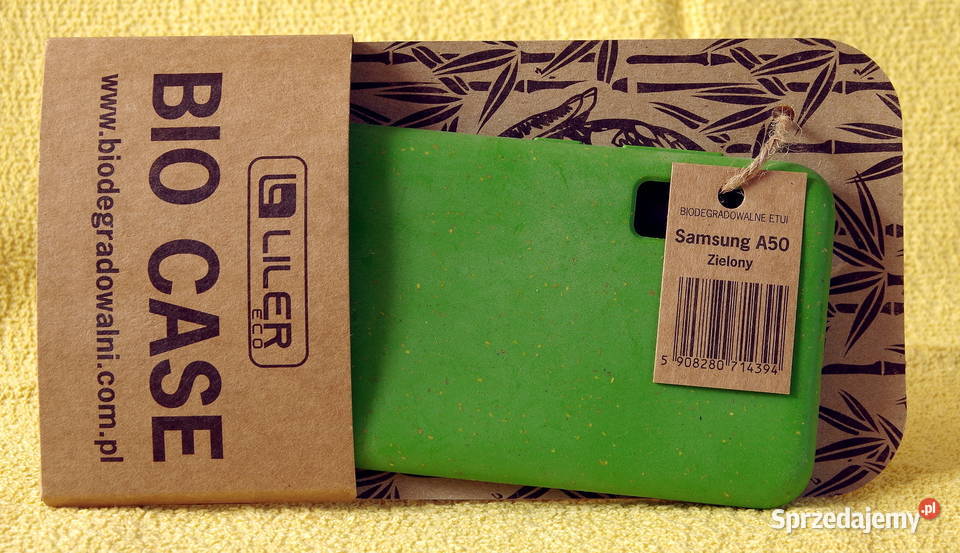 BIO CASE
www.biodegradowalni.com.pl
LILER
ECO
BIODEGRADOWALNE ETUI
Samsung A50
Zielony
5 908280 714394
Sprzedajemy.pl